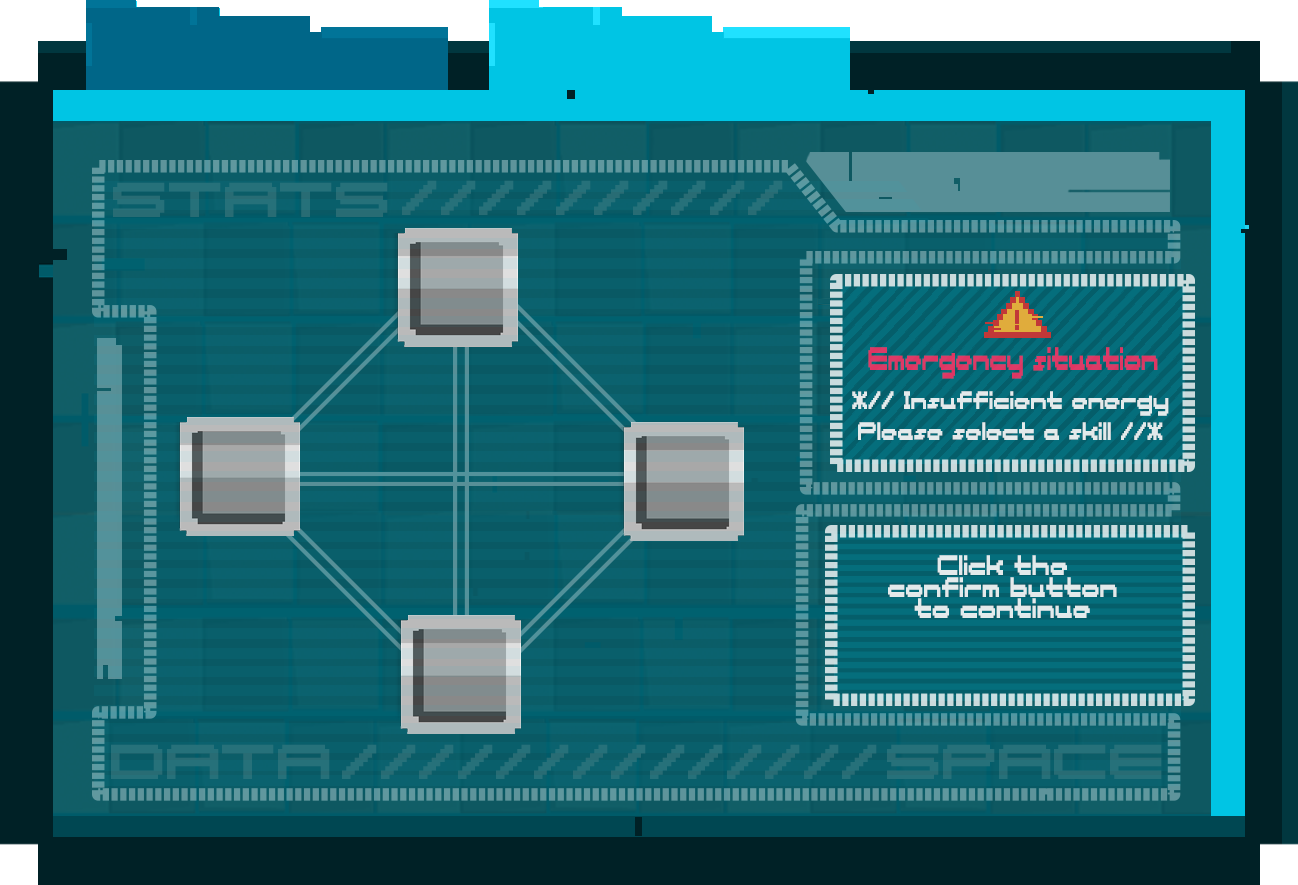 STATS//////////
Emergency situation
Ж// Insufficient energy
Please select a skill //Ж
Click the
confirm button
to continue
DATA//////////////SPACE